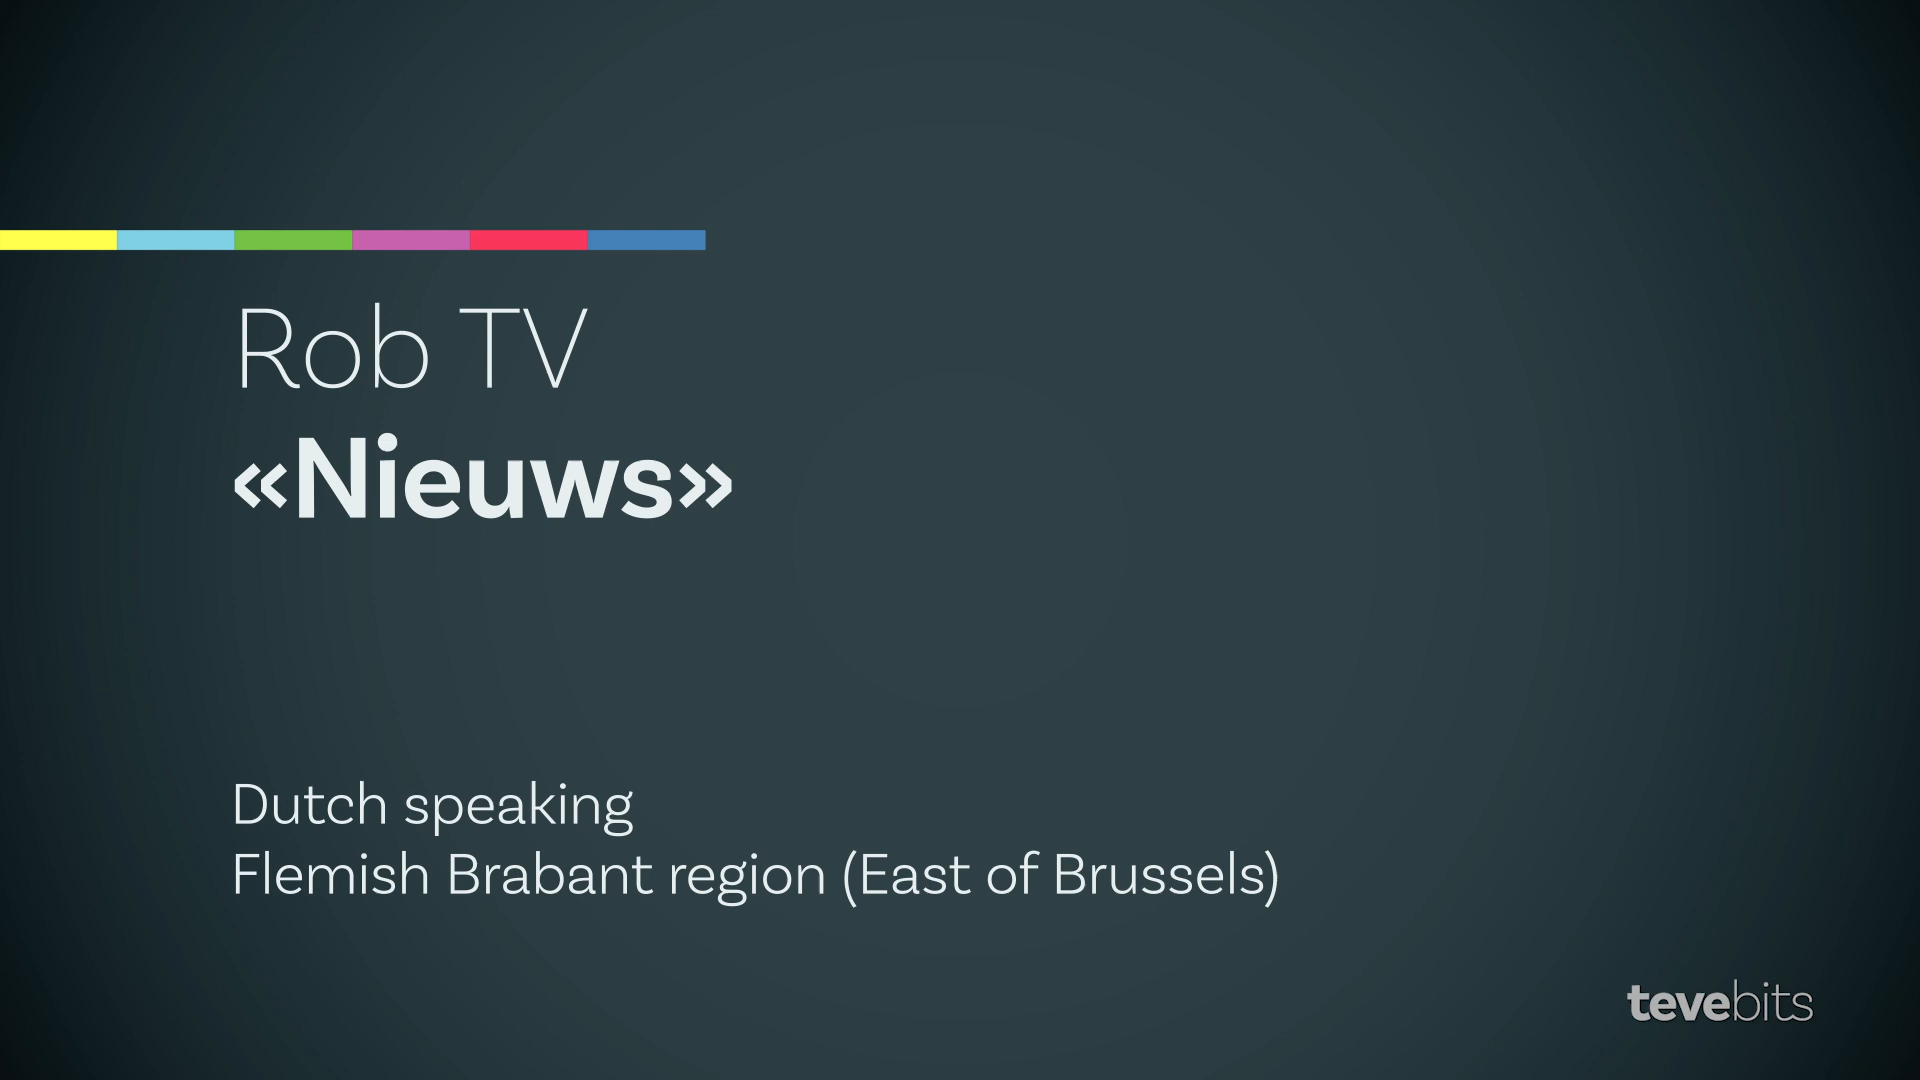 Rob TV
«Nieuws»
Dutch speaking
Flemish Brabant region (East of Brussels)
tevebits